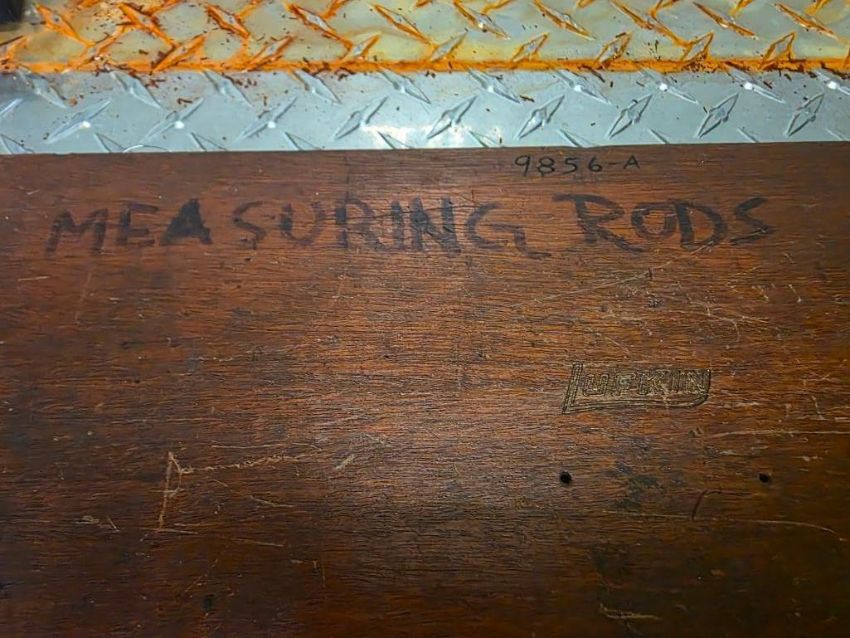 9856-A
MEASURING RODS
LUFKIN